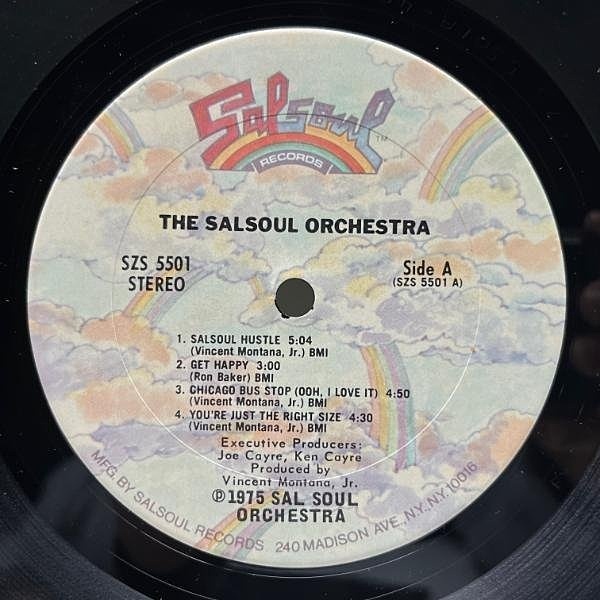 Salsoul
TM
RECORDS
THE SALSOUL ORCHESTRA
SZS 5501
STEREO
Side A
(SZS 5501 A)
1. SALSOUL HUSTLE 5:04
(Vincent Montana, Jr.) BMI
2. GET HAPPY 3:00
(Ron Baker) BMI
3. CHICAGO BUS STOP (OOH, I LOVE IT) 4:50
(Vincent Montana, Jr.) BMI
4. YOU'RE JUST THE RIGHT SIZE 4:30
(Vincent Montana, Jr.) BMI
Executive Producers:
Joe Cayre, Ken Cayre
Produced by
Vincent Montana, Jr.
℗1975 SAL SOUL
ORCHESTRA
MFG. BY SALSOUL RECORDS 240 MADISON AVE. NY. NY. 10016